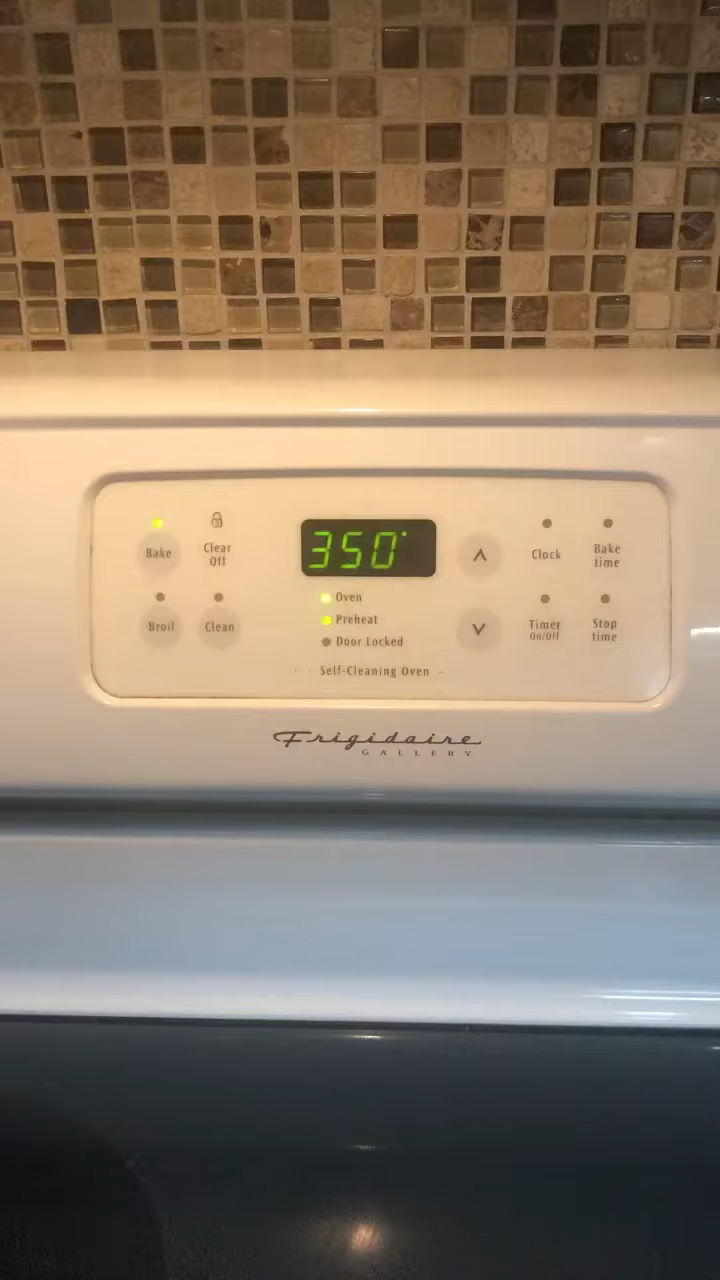 Bake
Clear
Off
350°
Clock
Bake
time
Oven
Preheat
Door Locked
Broil
Clean
Timer
On/Off
Stop
time
Self-Cleaning Oven
Frigidaire
GALLERY